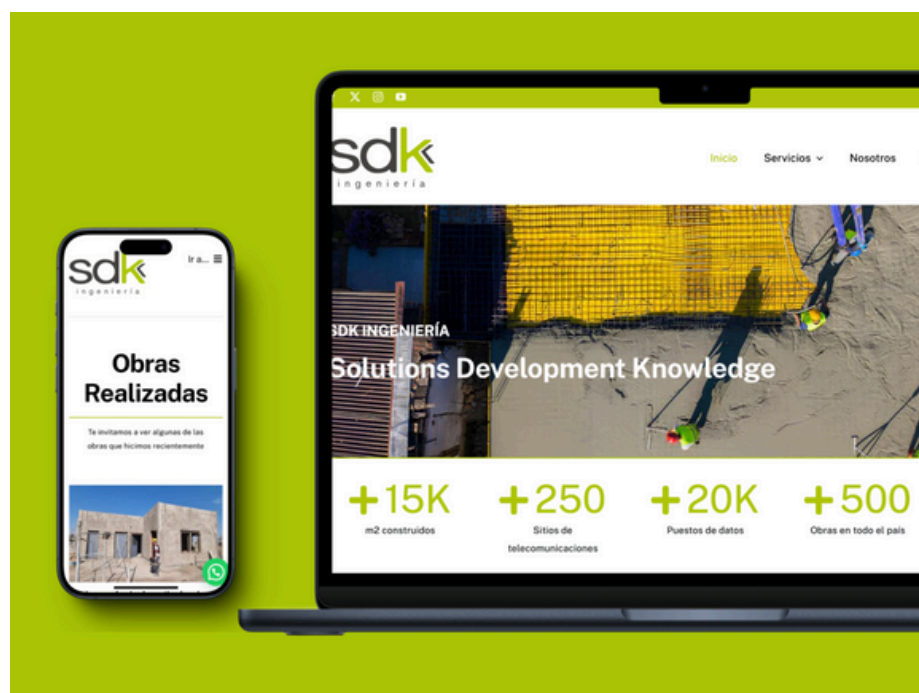 sdk
ingeniería
Ir a...
Obras
Realizadas
Te invitamos a ver algunas de las
obras que hicimos recientemente
sdk
ingeniería
Inicio
Servicios
Nosotros
SDK INGENIERÍA
Solutions Development Knowledge
+15K
m2 construidos
+250
Sitios de
telecomunicaciones
+20K
Puestos de datos
+500
Obras en todo el país